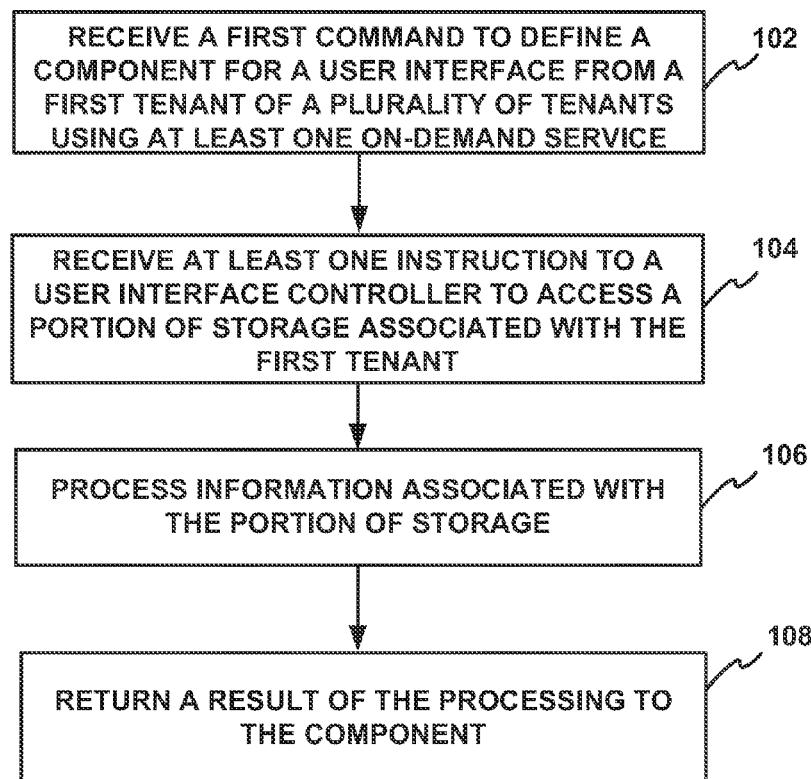 RECEIVE A FIRST COMMAND TO DEFINE A
COMPONENT FOR A USER INTERFACE FROM A
FIRST TENANT OF A PLURALITY OF TENANTS
USING AT LEAST ONE ON-DEMAND SERVICE
102
RECEIVE AT LEAST ONE INSTRUCTION TO A
USER INTERFACE CONTROLLER TO ACCESS A
PORTION OF STORAGE ASSOCIATED WITH THE
FIRST TENANT
104
PROCESS INFORMATION ASSOCIATED WITH
THE PORTION OF STORAGE
106
RETURN A RESULT OF THE PROCESSING TO
THE COMPONENT
108